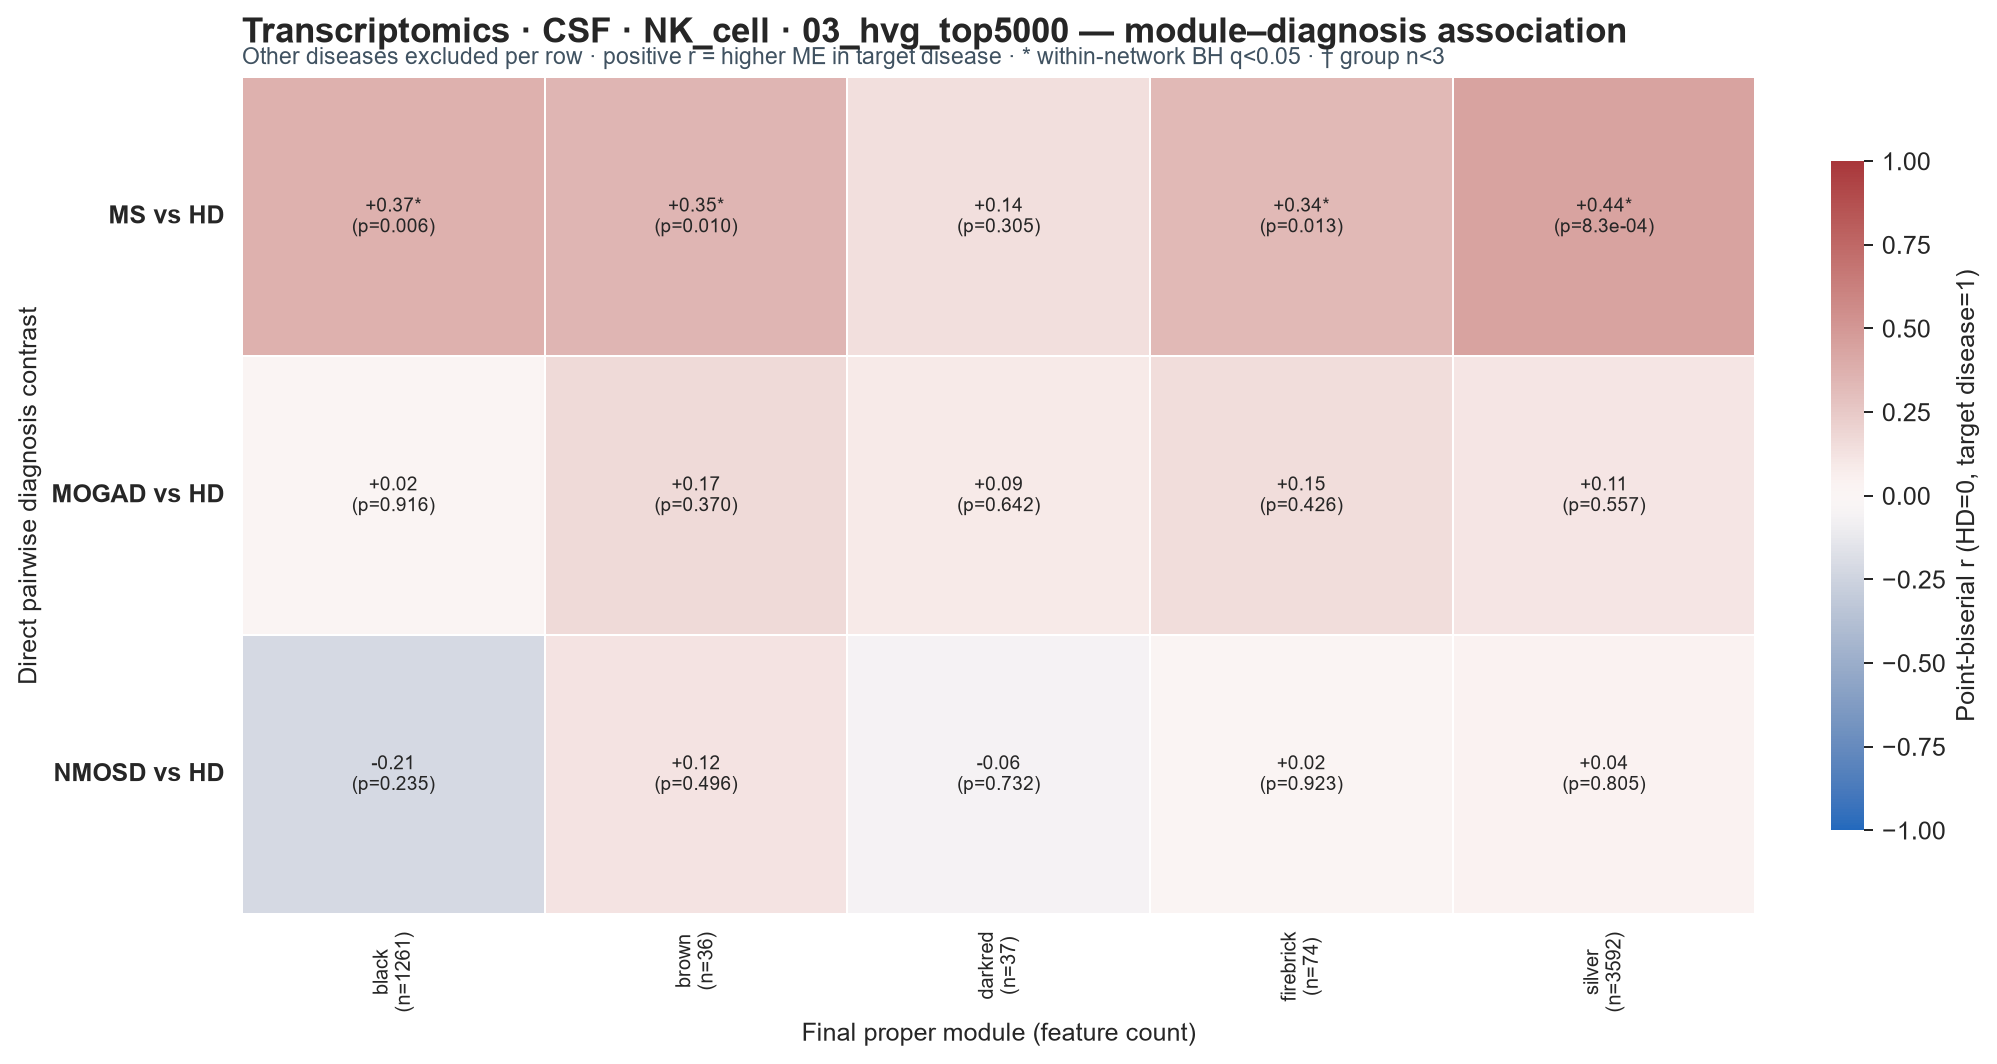 Transcriptomics · CSF · NK_cell · 03_hvg_top5000 — module–diagnosis association
Other diseases excluded per row · positive r = higher ME in target disease · * within-network BH q<0.05 · † group n<3
Direct pairwise diagnosis contrast
MS vs HD
+0.37*
(p=0.006)
+0.35*
(p=0.010)
+0.14
(p=0.305)
+0.34*
(p=0.013)
+0.44*
(p=8.3e-04)
MOGAD vs HD
+0.02
(p=0.916)
+0.17
(p=0.370)
+0.09
(p=0.642)
+0.15
(p=0.426)
+0.11
(p=0.557)
NMOSD vs HD
-0.21
(p=0.235)
+0.12
(p=0.496)
-0.06
(p=0.732)
+0.02
(p=0.923)
+0.04
(p=0.805)
black
(n=1261)
brown
(n=36)
darkred
(n=37)
firebrick
(n=74)
silver
(n=3592)
Final proper module (feature count)
1.00
0.75
0.50
0.25
0.00
−0.25
−0.50
−0.75
−1.00
Point-biserial r (HD=0, target disease=1)